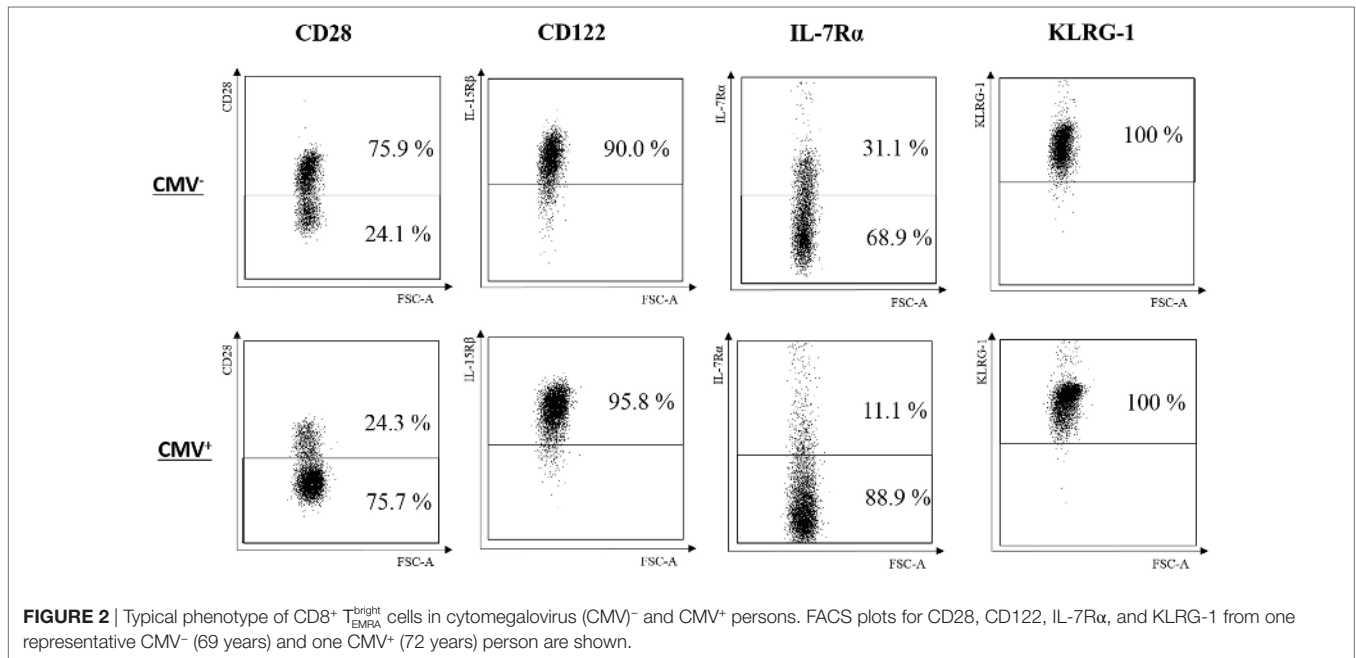 CD28 CD122 IL-7Rα KLRG-1
CD28 IL-15Rβ IL-7Rα KLRG-1
CMV-
75.9 % 90.0 % 31.1 % 100 %
24.1 % 68.9 %
FSC-A FSC-A FSC-A FSC-A
CD28 IL-15Rβ IL-7Rα KLRG-1
CMV+
24.3 % 95.8 % 11.1 % 100 %
75.7 % 88.9 %
FSC-A FSC-A FSC-A FSC-A
FIGURE 2 | Typical phenotype of CD8+ T bright EMRA cells in cytomegalovirus (CMV)− and CMV+ persons. FACS plots for CD28, CD122, IL-7Rα, and KLRG-1 from one
representative CMV− (69 years) and one CMV+ (72 years) person are shown.